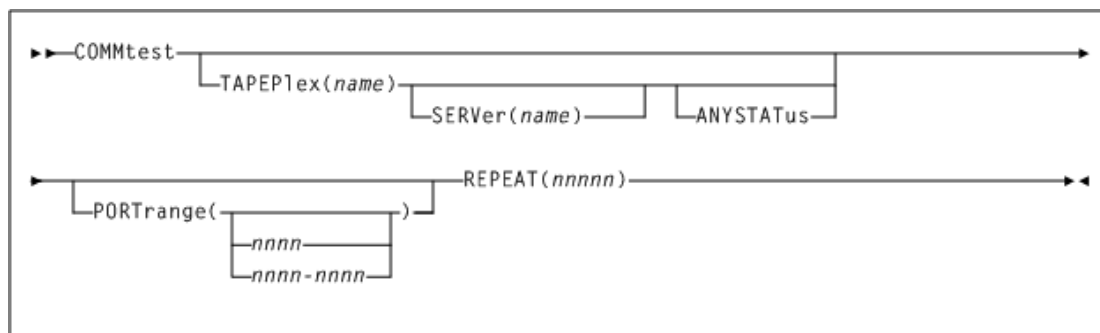 COMMtest
TAPEPlex(name)
SERVer(name)
ANYSTATus
REPEAT(nnnnn)
PORTrange(
)
nnnn
nnnn-nnnn